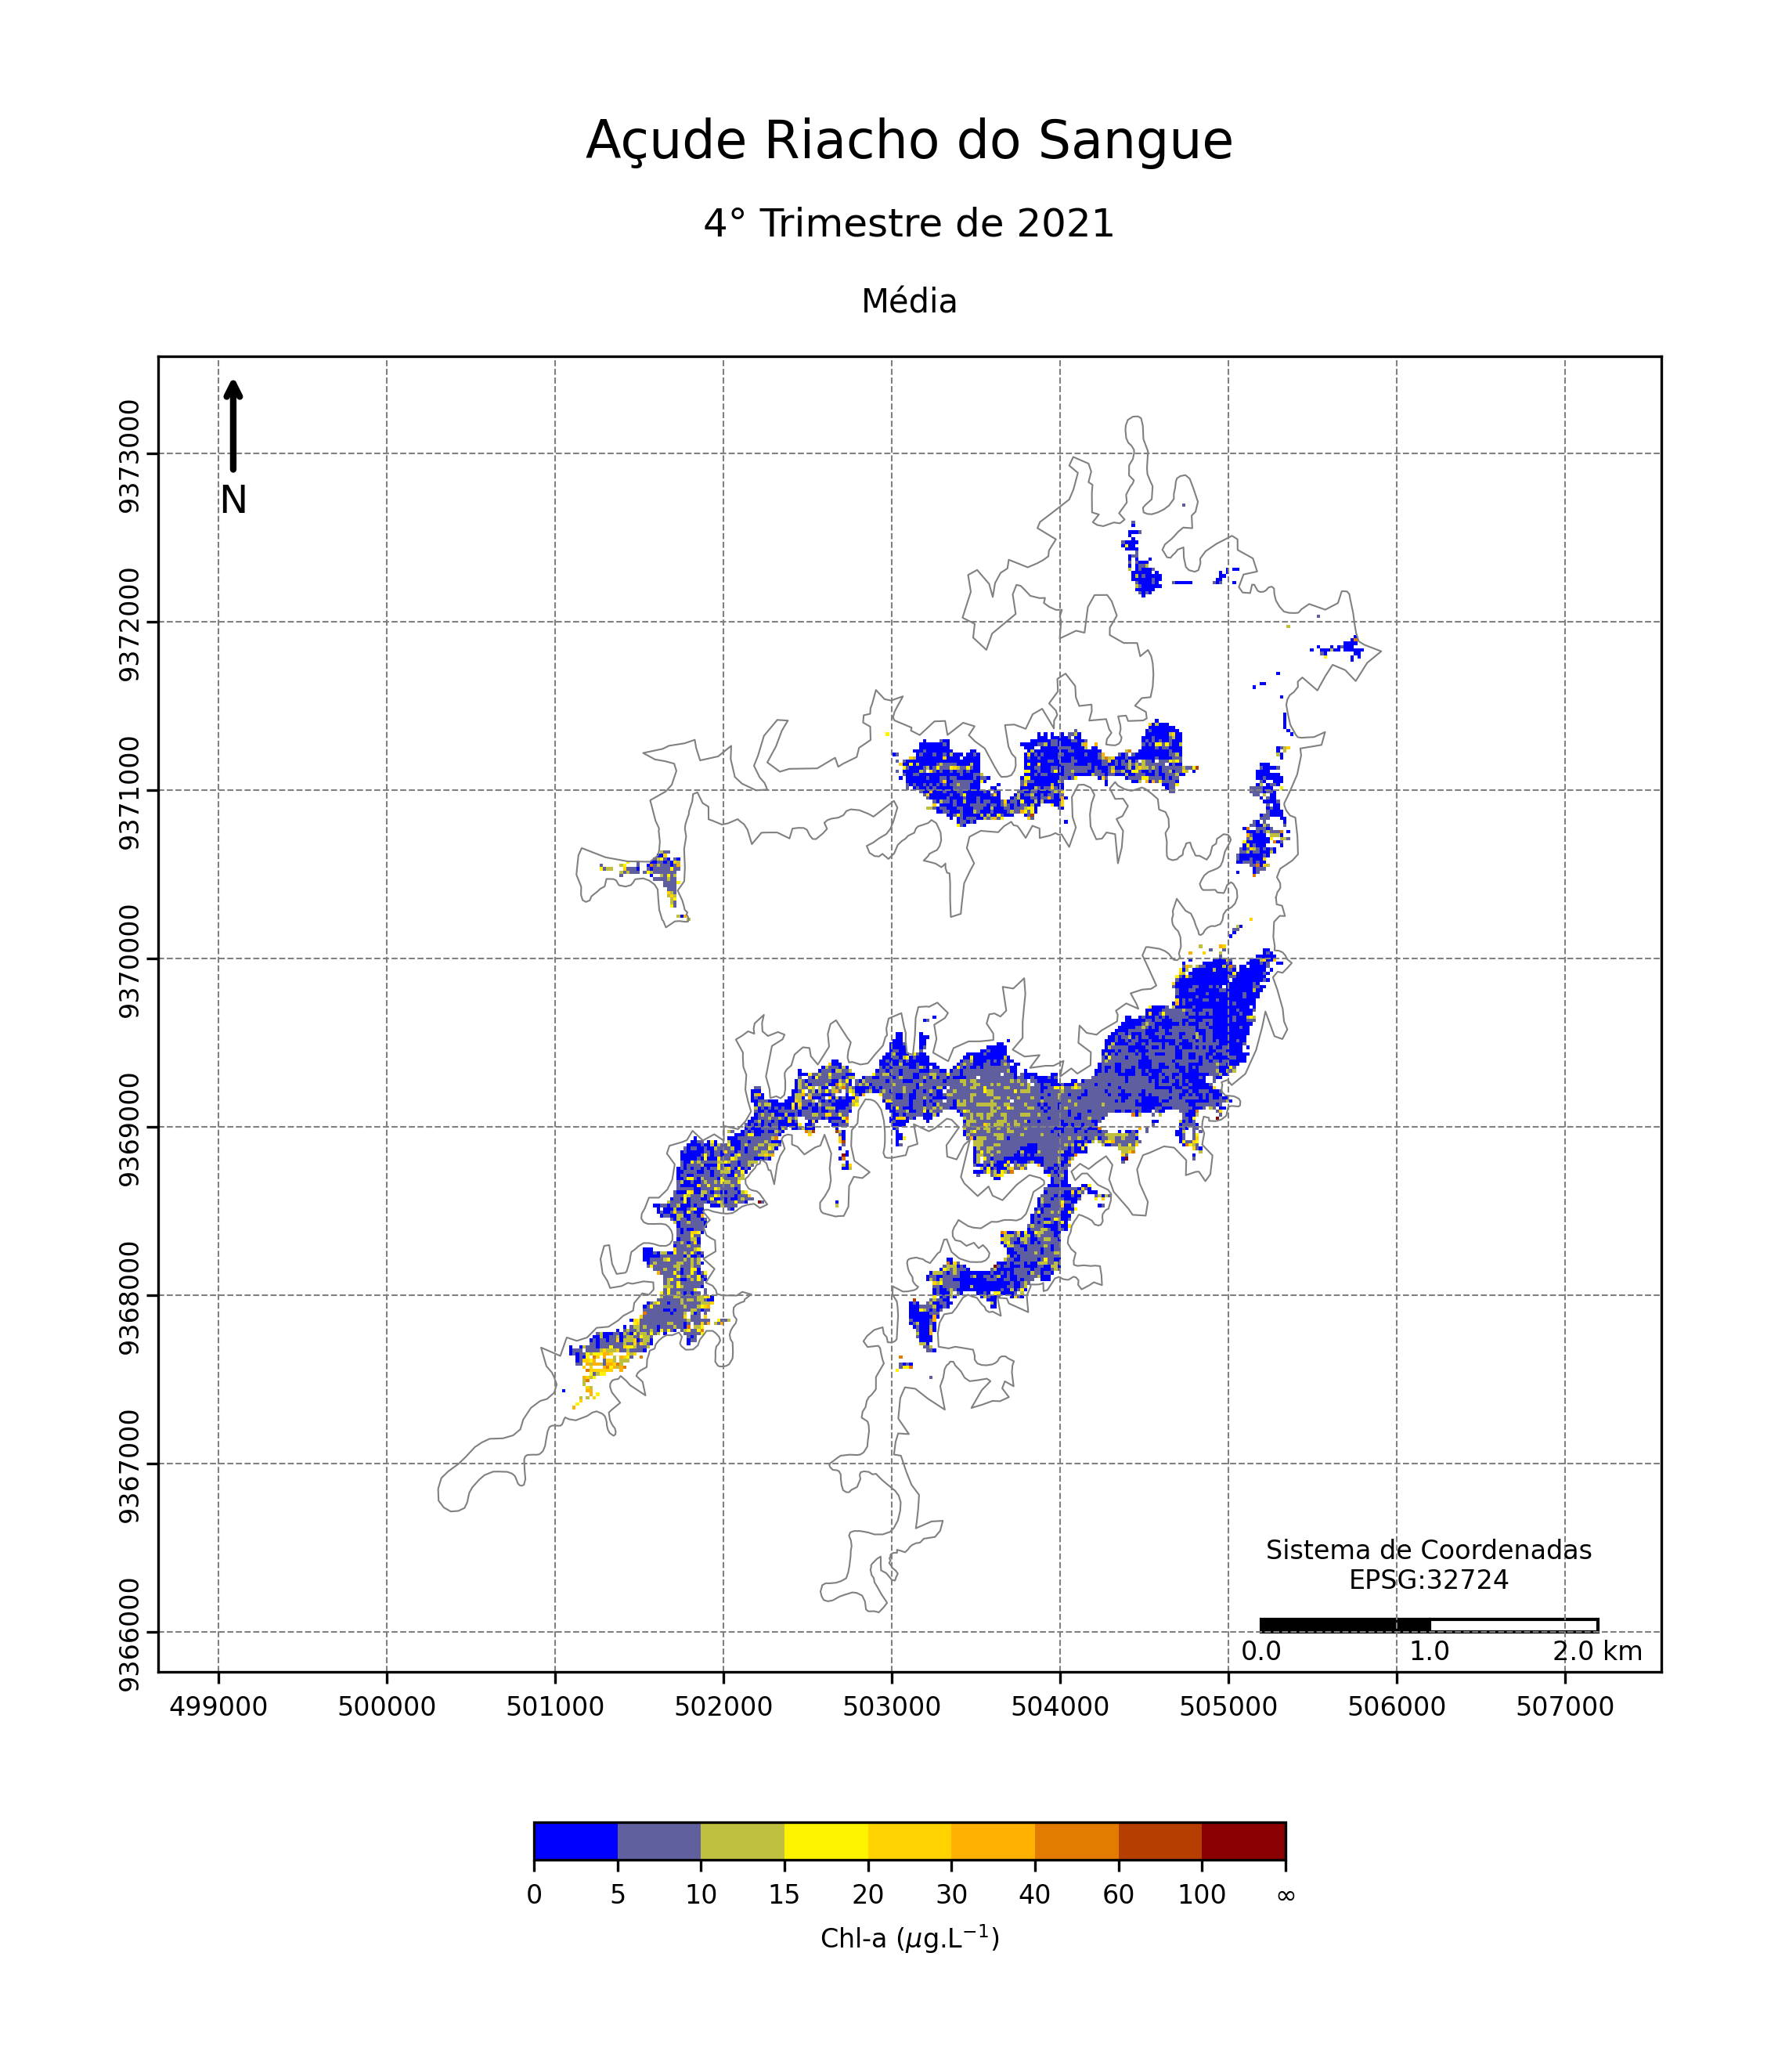 Açude Riacho do Sangue
4° Trimestre de 2021
Média
N
9373000
9372000
9371000
9370000
9369000
9368000
9367000
9366000
Sistema de Coordenadas
EPSG:32724
0.0 1.0 2.0 km
499000 500000 501000 502000 503000 504000 505000 506000 507000
0 5 10 15 20 30 40 60 100 ∞
Chl-a (μg.L⁻¹)